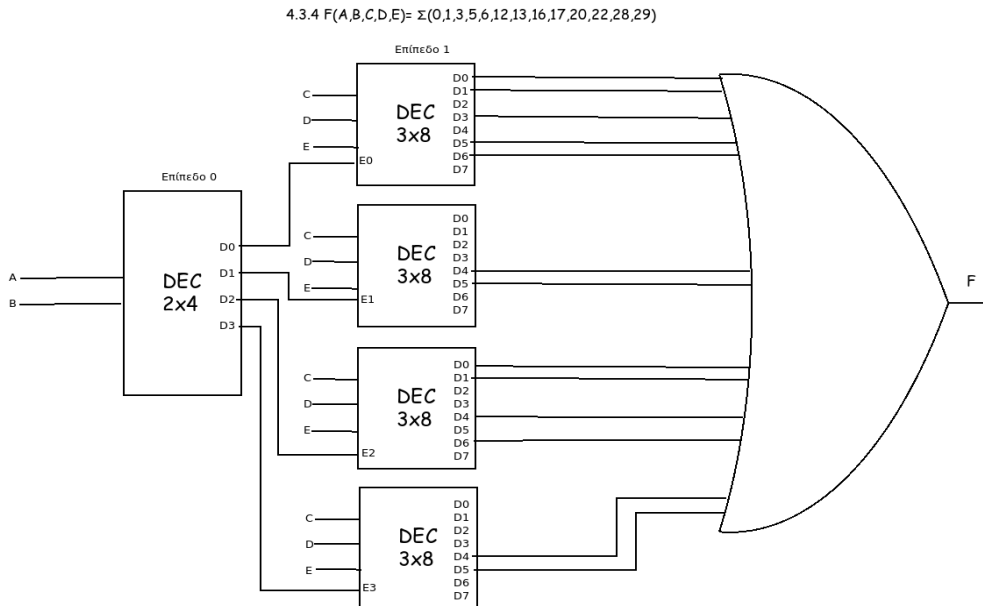 4.3.4 F(A,B,C,D,E)= Σ(0,1,3,5,6,12,13,16,17,20,22,28,29)
Επίπεδο 1
C
D
E
E0
DEC
3x8
D0
D1
D2
D3
D4
D5
D6
D7
Επίπεδο 0
A
B
DEC
2x4
D0
D1
D2
D3
C
D
E
E1
DEC
3x8
D0
D1
D2
D3
D4
D5
D6
D7
F
C
D
E
E2
DEC
3x8
D0
D1
D2
D3
D4
D5
D6
D7
C
D
E
E3
DEC
3x8
D0
D1
D2
D3
D4
D5
D6
D7